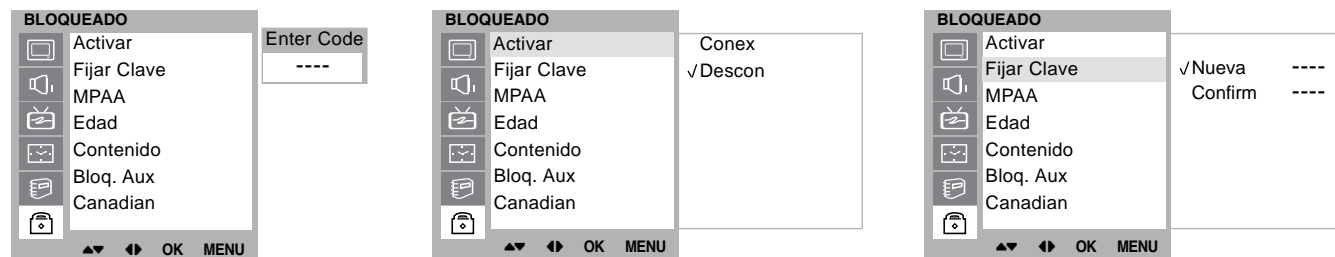 BLOQUEADO
Activar
Fijar Clave
MPAA
Edad
Contenido
Bloq. Aux
Canadian
OK MENU
Enter Code
----
BLOQUEADO
Activar
Fijar Clave
MPAA
Edad
Contenido
Bloq. Aux
Canadian
OK MENU
Conex
√Descon
BLOQUEADO
Activar
Fijar Clave
MPAA
Edad
Contenido
Bloq. Aux
Canadian
OK MENU
√Nueva ----
Confirm ----